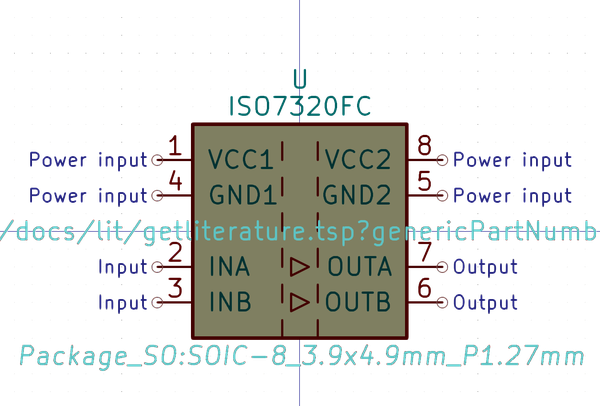 U
ISO7320FC
Power input 1 VCC1 VCC2 8 Power input
Power input 4 GND1 GND2 5 Power input
/docs/lit/getliterature.tsp?genericPartNumb
Input 2 INA OUTA 7 Output
Input 3 INB OUTB 6 Output
Package_SO:SOIC-8_3.9x4.9mm_P1.27mm